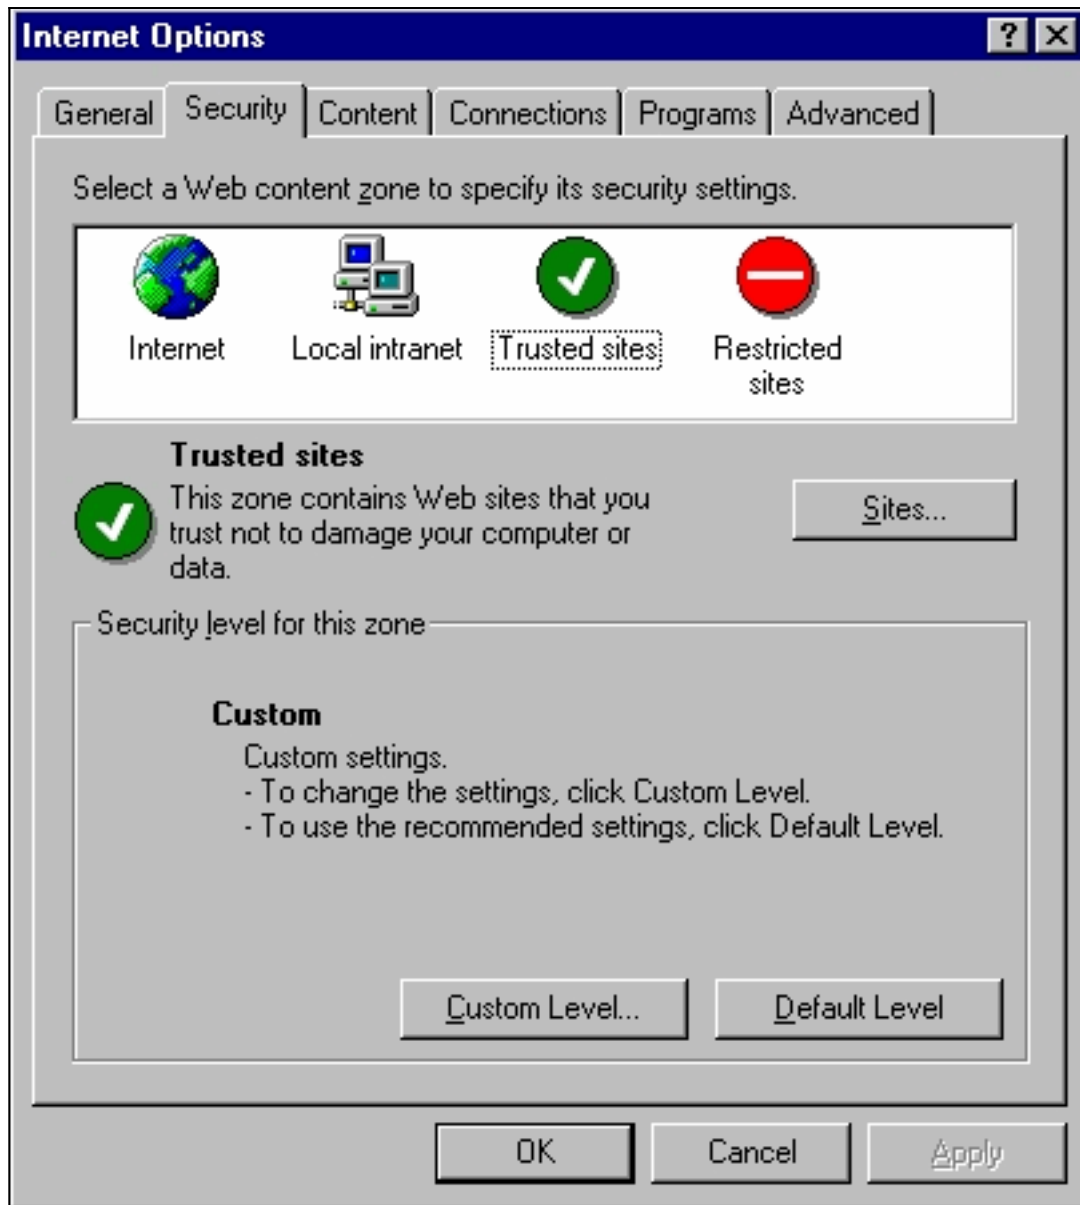 Internet Options
General Security Content Connections Programs Advanced
Select a Web content zone to specify its security settings.
Internet Local intranet Trusted sites Restricted sites
Trusted sites
This zone contains Web sites that you
trust not to damage your computer or
data.
Sites...
Security level for this zone
Custom
Custom settings.
- To change the settings, click Custom Level.
- To use the recommended settings, click Default Level.
Custom Level... Default Level
OK Cancel Apply